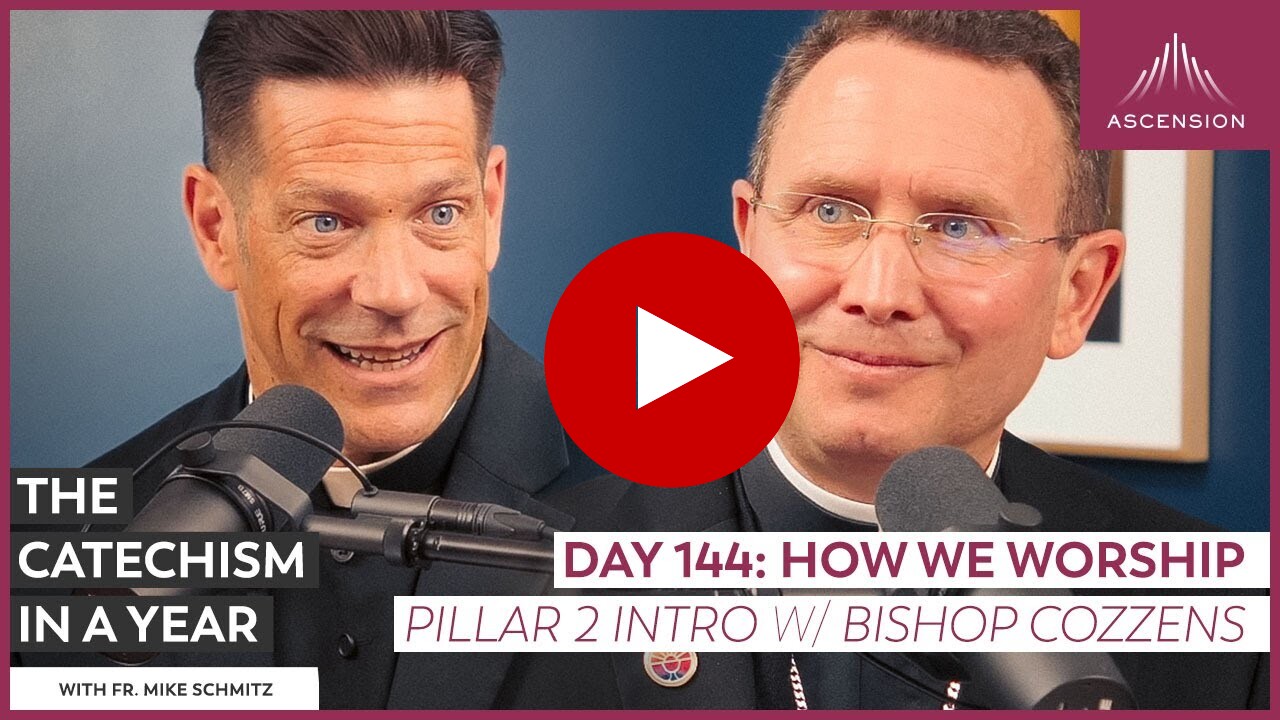 ASCENSION
THE
CATECHISM
IN A YEAR
WITH FR. MIKE SCHMITZ
DAY 144: HOW WE WORSHIP
PILLAR 2 INTRO W/ BISHOP COZZENS